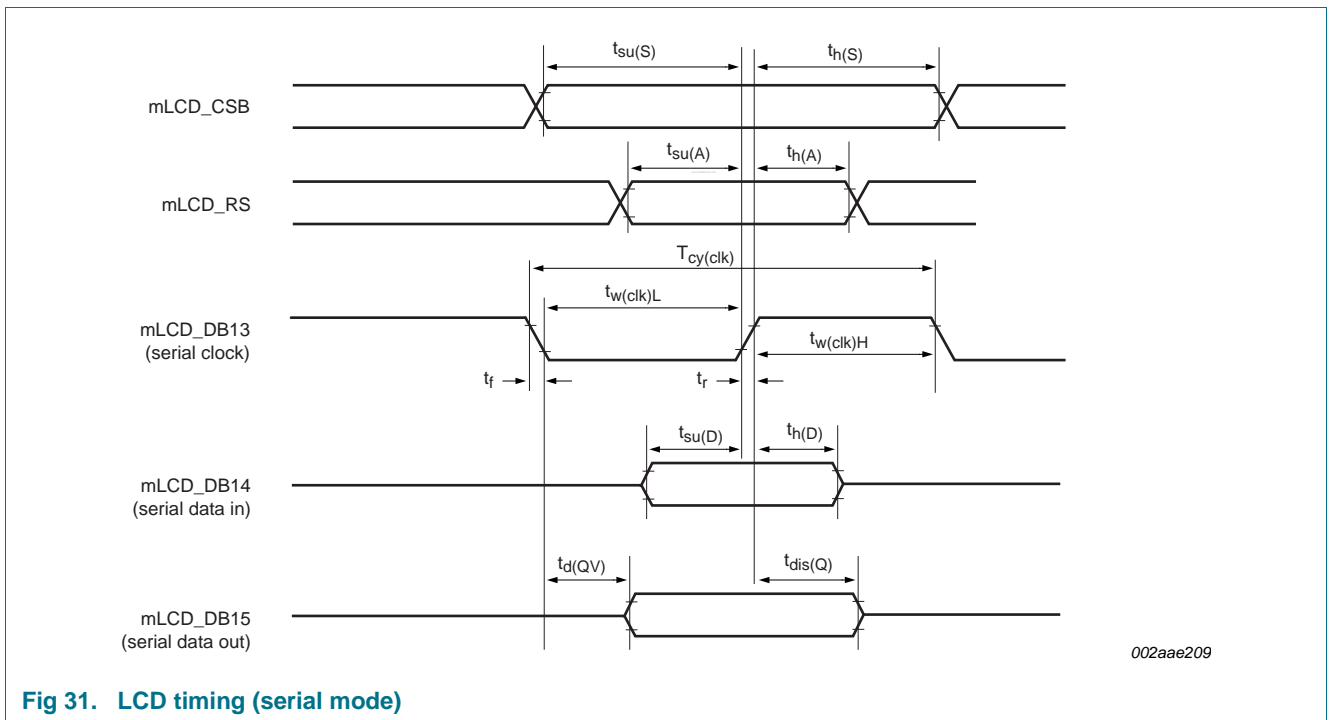 tsu(S)
th(S)
mLCD_CSB
tsu(A)
th(A)
mLCD_RS
Tcy(clk)
tw(clk)L
mLCD_DB13
(serial clock)
tw(clk)H
tf
tr
tsu(D)
th(D)
mLCD_DB14
(serial data in)
td(QV)
tdis(Q)
mLCD_DB15
(serial data out)
002aae209
Fig 31. LCD timing (serial mode)